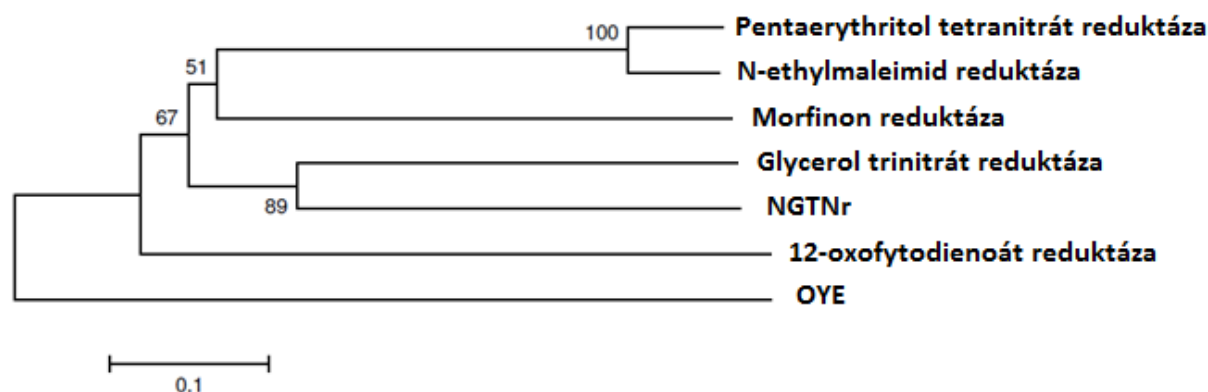 100
Pentaerythritol tetranitrát reduktáza
51
N-ethylmaleimid reduktáza
67
Morfinon reduktáza
Glycerol trinitrát reduktáza
89
NGTNr
12-oxofytodienoát reduktáza
OYE
0.1